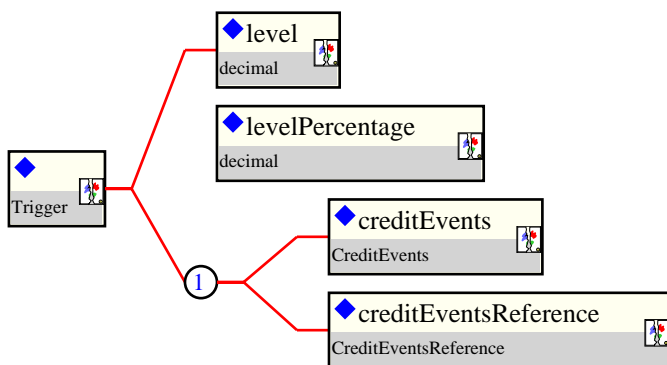 level
decimal
levelPercentage
decimal
Trigger
creditEvents
CreditEvents
1
creditEventsReference
CreditEventsReference